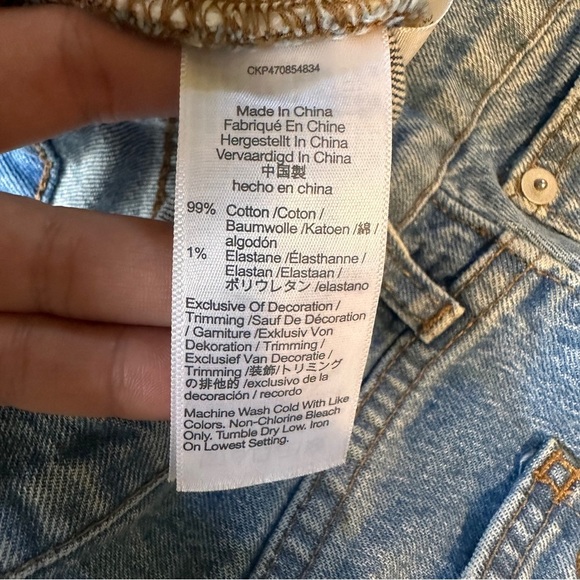 CKP470854834
Made In China
Fabriqué En Chine
Hergestellt In China
Vervaardigd In China
中国製
hecho en china
99% Cotton /Coton /
Baumwolle /Katoen /綿 /
algodón
1% Elastane /Élasthanne /
Elastan /Elastaan /
ポリウレタン /elastano
Exclusive Of Decoration /
Trimming /Sauf De Décoration
/ Garniture /Exklusiv Von
Dekoration / Trimming /
Exclusief Van Decoratie /
Trimming /装飾/トリミング
の排他的 /exclusivo de la
decoración / recordo
Machine Wash Cold With Like
Colors. Non-Chlorine Bleach
Only. Tumble Dry Low. Iron
On Lowest Setting.